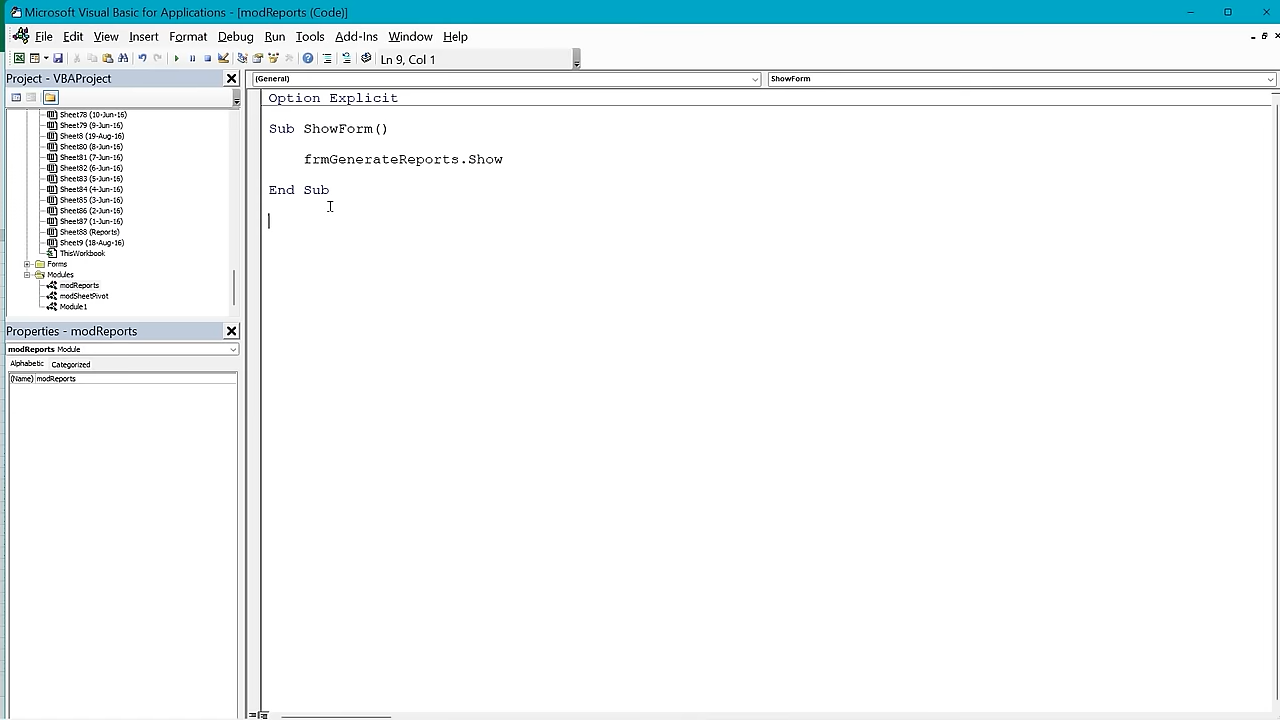 Microsoft Visual Basic for Applications - [modReports (Code)]
File Edit View Insert Format Debug Run Tools Add-Ins Window Help
Ln 9, Col 1
Project - VBAProject
(General)
ShowForm
Sheet78 (10-Jun-16)
Sheet79 (9-Jun-16)
Sheet8 (19-Aug-16)
Sheet80 (8-Jun-16)
Sheet81 (7-Jun-16)
Sheet82 (6-Jun-16)
Sheet83 (5-Jun-16)
Sheet84 (4-Jun-16)
Sheet85 (3-Jun-16)
Sheet86 (2-Jun-16)
Sheet87 (1-Jun-16)
Sheet88 (Reports)
Sheet9 (18-Aug-16)
ThisWorkbook
Forms
Modules
modReports
modSheetPivot
Module1
Properties - modReports
modReports Module
Alphabetic Categorized
(Name) modReports
Option Explicit
Sub ShowForm()
frmGenerateReports.Show
End Sub